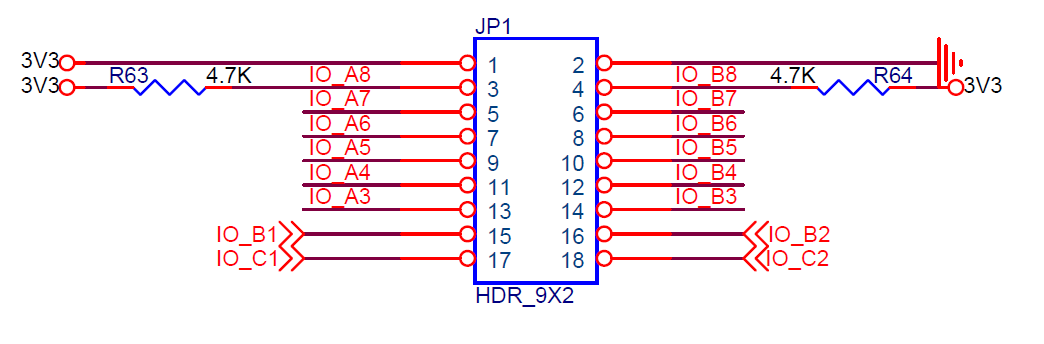 JP1
3V3 1 2
3V3 R63 4.7K IO_A8 3 4 IO_B8 4.7K R64 3V3
IO_A7 5 6 IO_B7
IO_A6 7 8 IO_B6
IO_A5 9 10 IO_B5
IO_A4 11 12 IO_B4
IO_A3 13 14 IO_B3
IO_B1 15 16 IO_B2
IO_C1 17 18 IO_C2
HDR_9X2